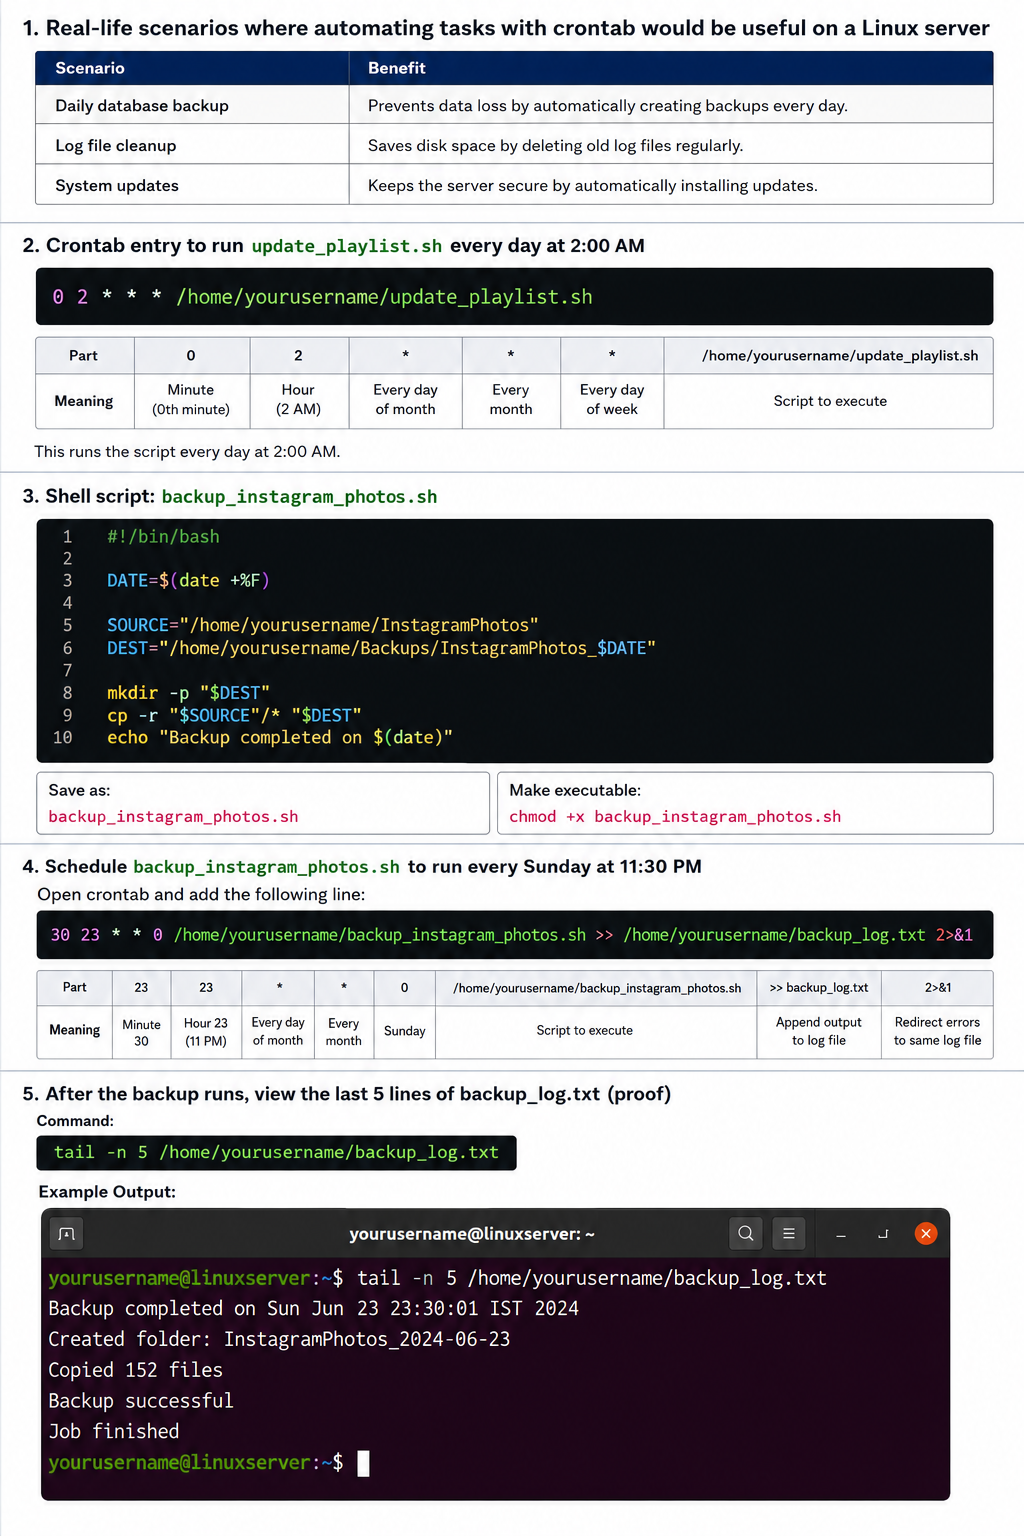 1. Real-life scenarios where automating tasks with crontab would be useful on a Linux server
Scenario Benefit
Daily database backup Prevents data loss by automatically creating backups every day.
Log file cleanup Saves disk space by deleting old log files regularly.
System updates Keeps the server secure by automatically installing updates.
2. Crontab entry to run update_playlist.sh every day at 2:00 AM
0 2 * * * /home/yourusername/update_playlist.sh
Part 0 2 * * * /home/yourusername/update_playlist.sh
Meaning Minute (0th minute) Hour (2 AM) Every day of month Every month Every day of week Script to execute
This runs the script every day at 2:00 AM.
3. Shell script: backup_instagram_photos.sh
1 #!/bin/bash
2
3 DATE=$(date +%F)
4
5 SOURCE="/home/yourusername/InstagramPhotos"
6 DEST="/home/yourusername/Backups/InstagramPhotos_$DATE"
7
8 mkdir -p "$DEST"
9 cp -r "$SOURCE"/* "$DEST"
10 echo "Backup completed on $(date)"
Save as:
backup_instagram_photos.sh
Make executable:
chmod +x backup_instagram_photos.sh
4. Schedule backup_instagram_photos.sh to run every Sunday at 11:30 PM
Open crontab and add the following line:
30 23 * * 0 /home/yourusername/backup_instagram_photos.sh >> /home/yourusername/backup_log.txt 2>&1
Part 23 23 * * 0 /home/yourusername/backup_instagram_photos.sh >> backup_log.txt 2>&1
Meaning Minute 30 Hour 23 (11 PM) Every day of month Every month Sunday Script to execute Append output to log file Redirect errors to same log file
5. After the backup runs, view the last 5 lines of backup_log.txt (proof)
Command:
tail -n 5 /home/yourusername/backup_log.txt
Example Output:
yourusername@linuxserver: ~
yourusername@linuxserver:~$ tail -n 5 /home/yourusername/backup_log.txt
Backup completed on Sun Jun 23 23:30:01 IST 2024
Created folder: InstagramPhotos_2024-06-23
Copied 152 files
Backup successful
Job finished
yourusername@linuxserver:~$